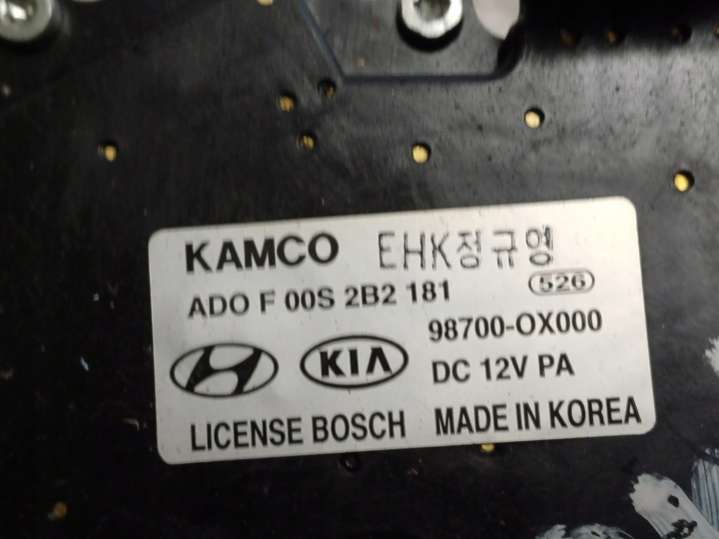 KAMCO EHK정규영
ADO F 00S 2B2 181 526
98700-OX000
KIA DC 12V PA
LICENSE BOSCH MADE IN KOREA